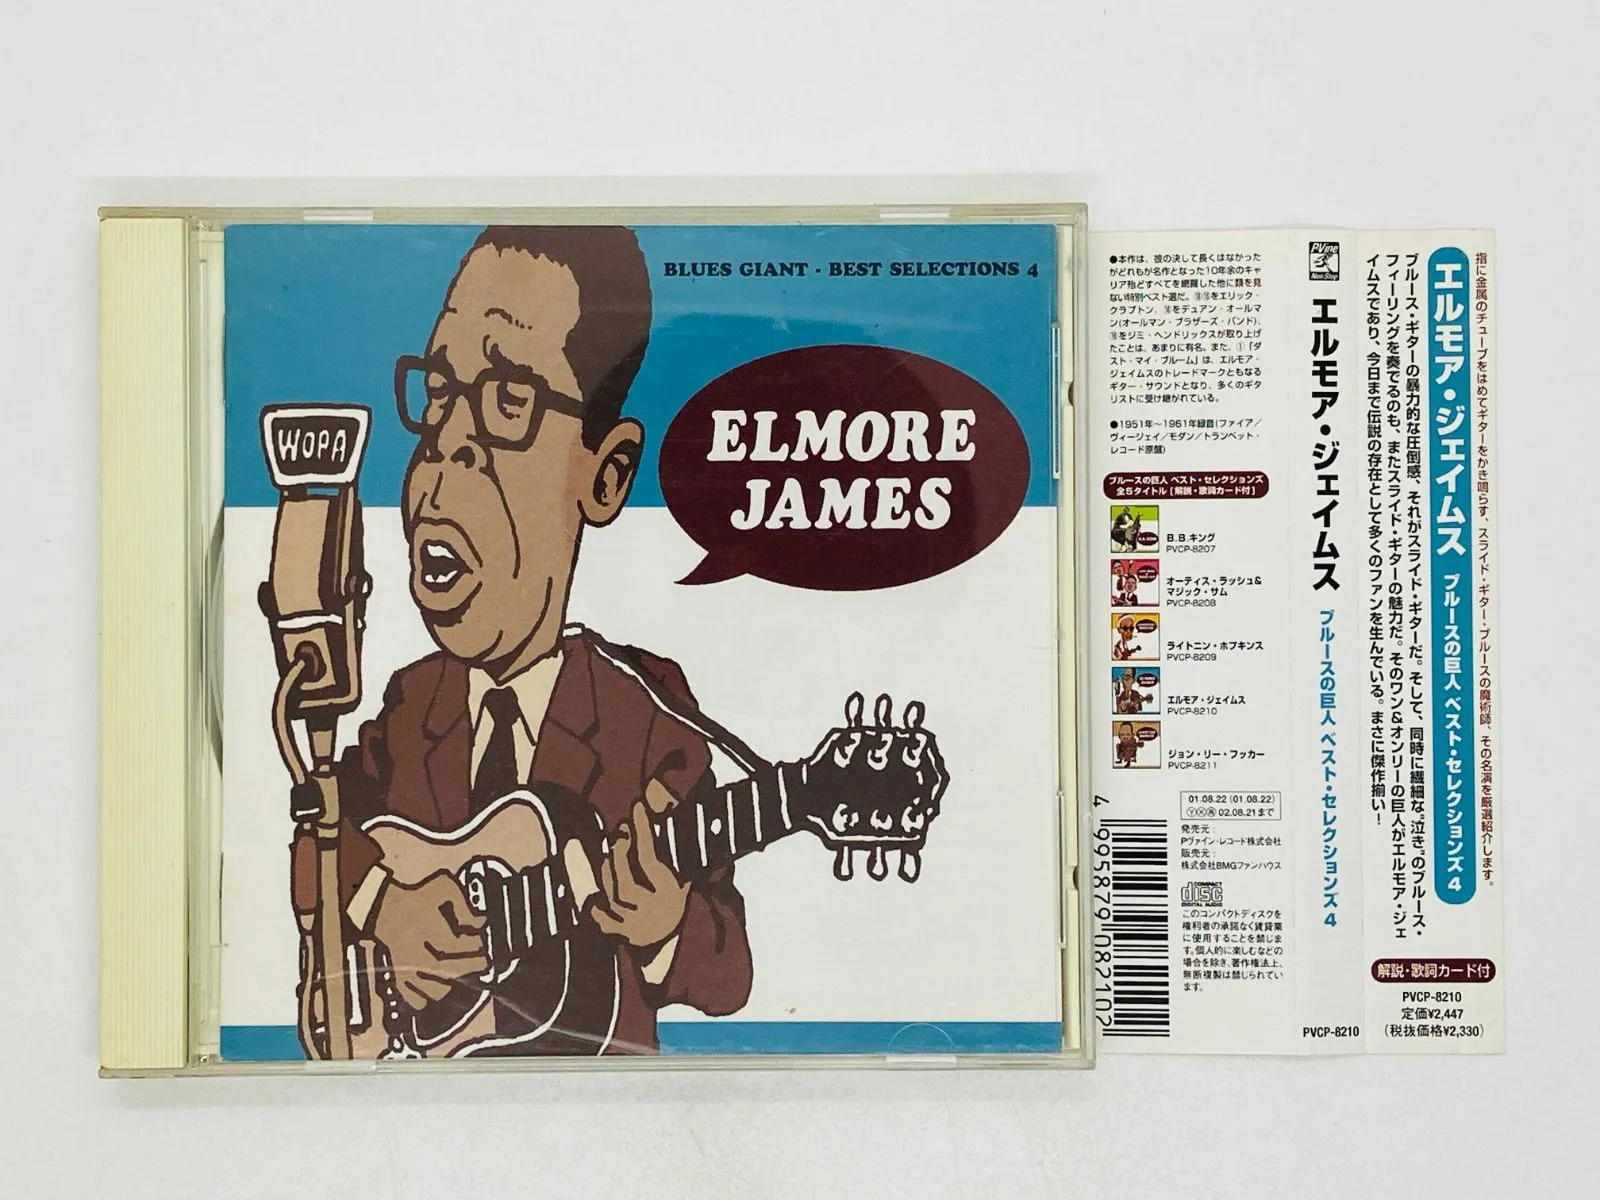 BLUES GIANT - BEST SELECTIONS 4
ELMORE
JAMES
WOPA
●本作は、彼の決して長くはなかった
がどれもが名作となった10年余のキャ
リア殆どすべてを網羅した他に類を見
ない特別ベスト選だ。
をエリック・
クラプトン、
をデュアン・オールマ
ン(オールマン・ブラザーズ・バンド)、
をジミ・ヘンドリックスが取り上げ
たことは、あまりに有名。また、①「ダ
スト・マイ・ブルーム」は、エルモア・
ジェイムスのトレードマークともなる
ギター・サウンドとなり、多くのギタ
リストに受け継がれている。
●1951年〜1961年録音(ファイア/
ヴィージェイ/モダン/トランペット・
レコード原盤)
ブルースの巨人 ベスト・セレクションズ
全5タイトル [解説・歌詞カード付]
B.B.キング
PVCP-8207
オーティス・ラッシュ&
マジック・サム
PVCP-8208
ライトニン・ホプキンス
PVCP-8209
エルモア・ジェイムス
PVCP-8210
ジョン・リー・フッカー
PVCP-8211
01.08.22 (01.08.22)
02.08.21まで
発売元:
Pヴァイン・レコード株式会社
販売元:
株式会社BMGファンハウス
COMPACT
disc
DIGITAL AUDIO
このコンパクトディスクを
権利者の承諾なく賃貸業
に使用することを禁じま
す。個人的に楽しむなどの
場合を除き、著作権法上、
無断複製は禁じられてい
ます。
4 995879 082102
PVine
Non Stop
エルモア・ジェイムス ブルースの巨人 ベスト・セレクションズ 4
PVCP-8210
指に金属のチューブをはめてギターをかき鳴らす、スライド・ギター・ブルースの魔術師、その名演を厳選紹介します。
エルモア・ジェイムス ブルースの巨人 ベスト・セレクションズ 4
ブルース・ギターの暴力的な圧倒感、それがスライド・ギターだ。そして、同時に繊細な"泣き"のブルース・
フィーリングを奏でるのも、またスライド・ギターの魅力だ。そのワン&オンリーの巨人がエルモア・ジェ
イムスであり、今日まで伝説の存在として多くのファンを生んでいる。まさに傑作揃い!
解説・歌詞カード付
PVCP-8210
定価¥2,447
(税抜価格¥2,330)